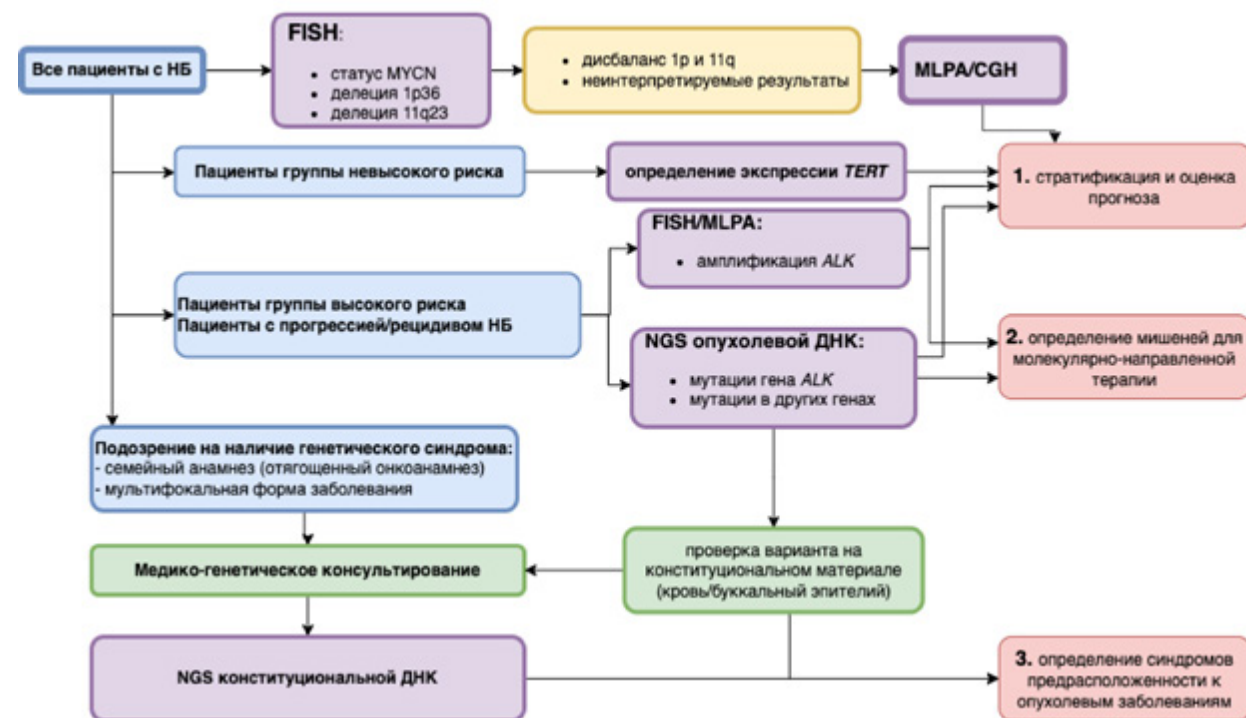 Все пациенты с НБ
FISH:
• статус MYCN
• делеция 1p36
• делеция 11q23
• дисбаланс 1p и 11q
• неинтерпретируемые результаты
MLPA/CGH
Пациенты группы невысокого риска
определение экспрессии TERT
1. стратификация и оценка
прогноза
FISH/MLPA:
• амплификация ALK
Пациенты группы высокого риска
Пациенты с прогрессией/рецидивом НБ
NGS опухолевой ДНК:
• мутации гена ALK
• мутации в других генах
2. определение мишеней для
молекулярно-направленной
терапии
Подозрение на наличие генетического синдрома:
- семейный анамнез (отягощенный онкоанамнез)
- мультифокальная форма заболевания
Медико-генетическое консультирование
проверка варианта на
конституциональном материале
(кровь/буккальный эпителий)
NGS конституциональной ДНК
3. определение синдромов
предрасположенности к
опухолевым заболеваниям